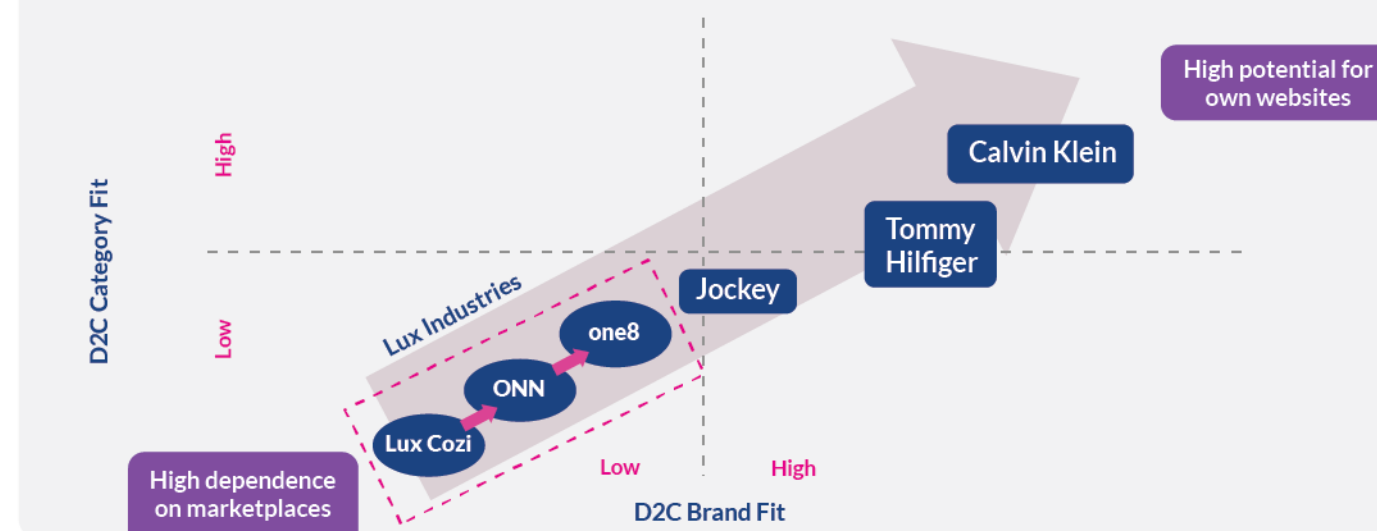 High potential for
own websites
Calvin Klein
High
Tommy
Hilfiger
D2C Category Fit
Jockey
Lux Industries
one8
Low
ONN
Lux Cozi
Low
High
High dependence
on marketplaces
D2C Brand Fit